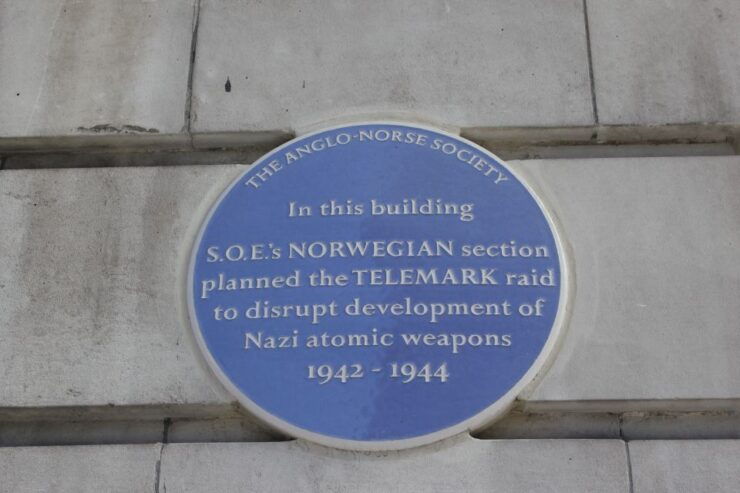 THE ANGLO-NORSE SOCIETY
In this building
S.O.E.'s NORWEGIAN section
planned the TELEMARK raid
to disrupt development of
Nazi atomic weapons
1942 - 1944